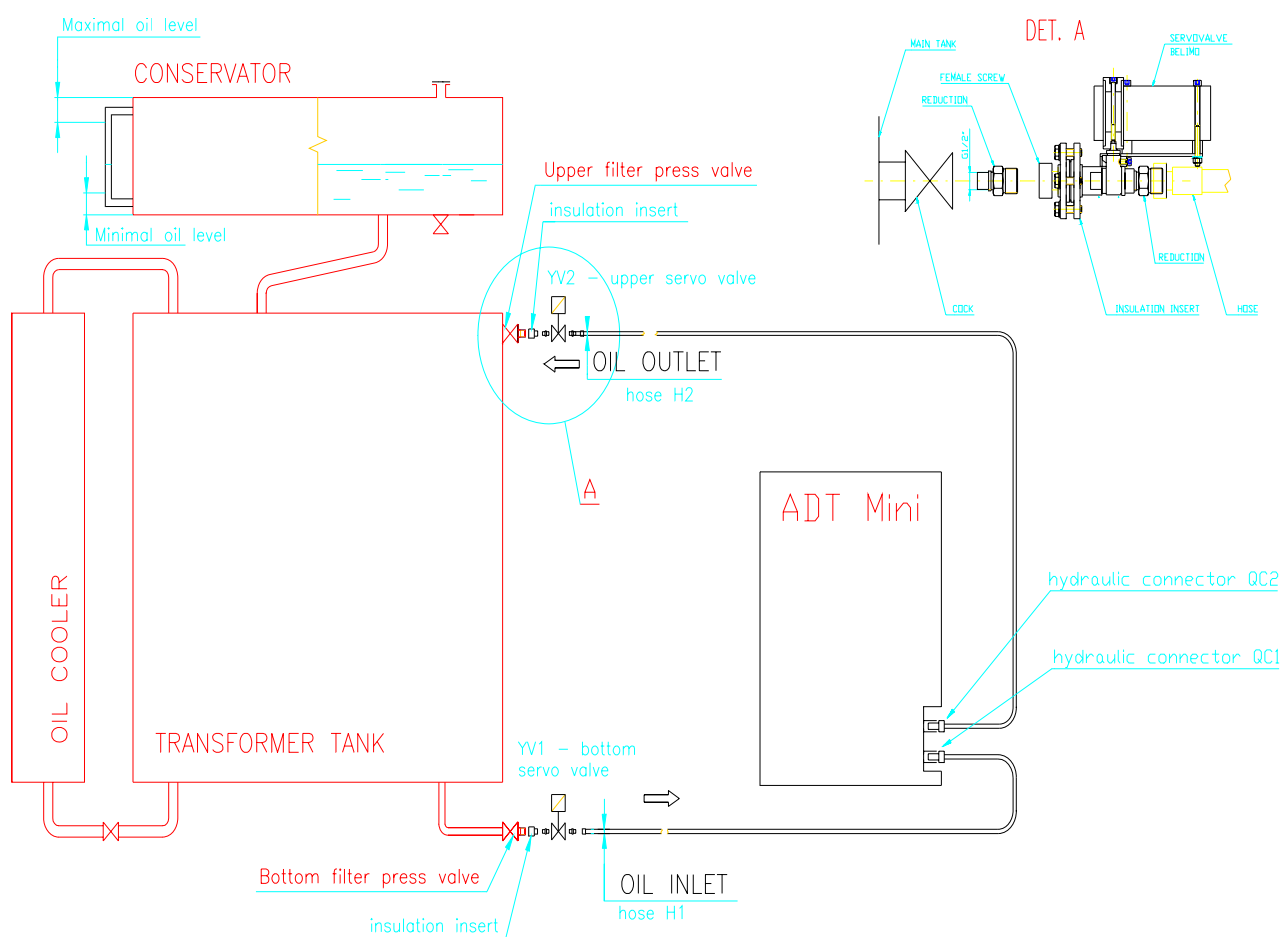 Maximal oil level
CONSERVATOR
Minimal oil level
Upper filter press valve
insulation insert
YV2 - upper servo valve
OIL OUTLET
hose H2
A
DET. A
MAIN TANK
SERVOVALVE
BELIMO
FEMALE SCREW
REDUCTION
G1/2"
REDUCTION
COCK
INSULATION INSERT
HOSE
ADT Mini
hydraulic connector QC2
hydraulic connector QC1
OIL COOLER
TRANSFORMER TANK
YV1 - bottom
servo valve
Bottom filter press valve
insulation insert
OIL INLET
hose H1